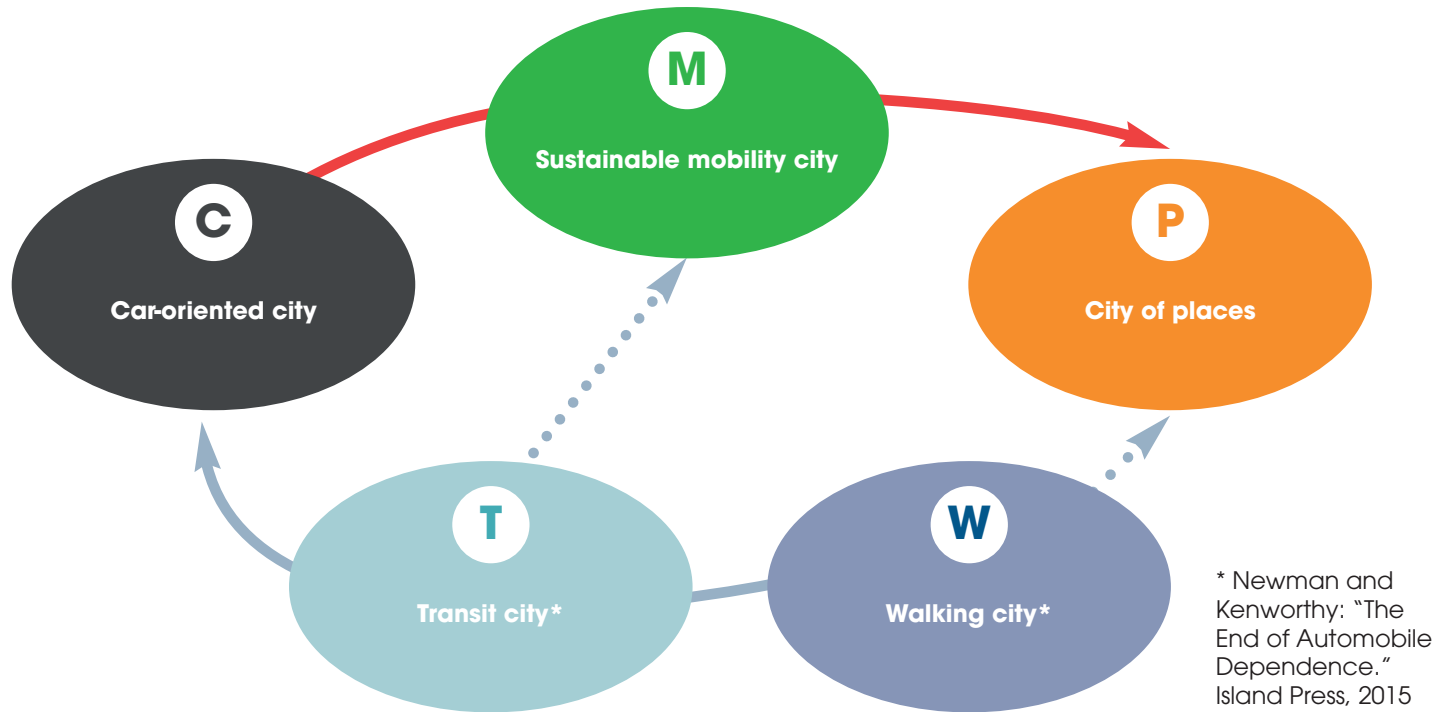 M
Sustainable mobility city
C
Car-oriented city
P
City of places
T
Transit city*
W
Walking city*
* Newman and
Kenworthy: “The
End of Automobile
Dependence.”
Island Press, 2015